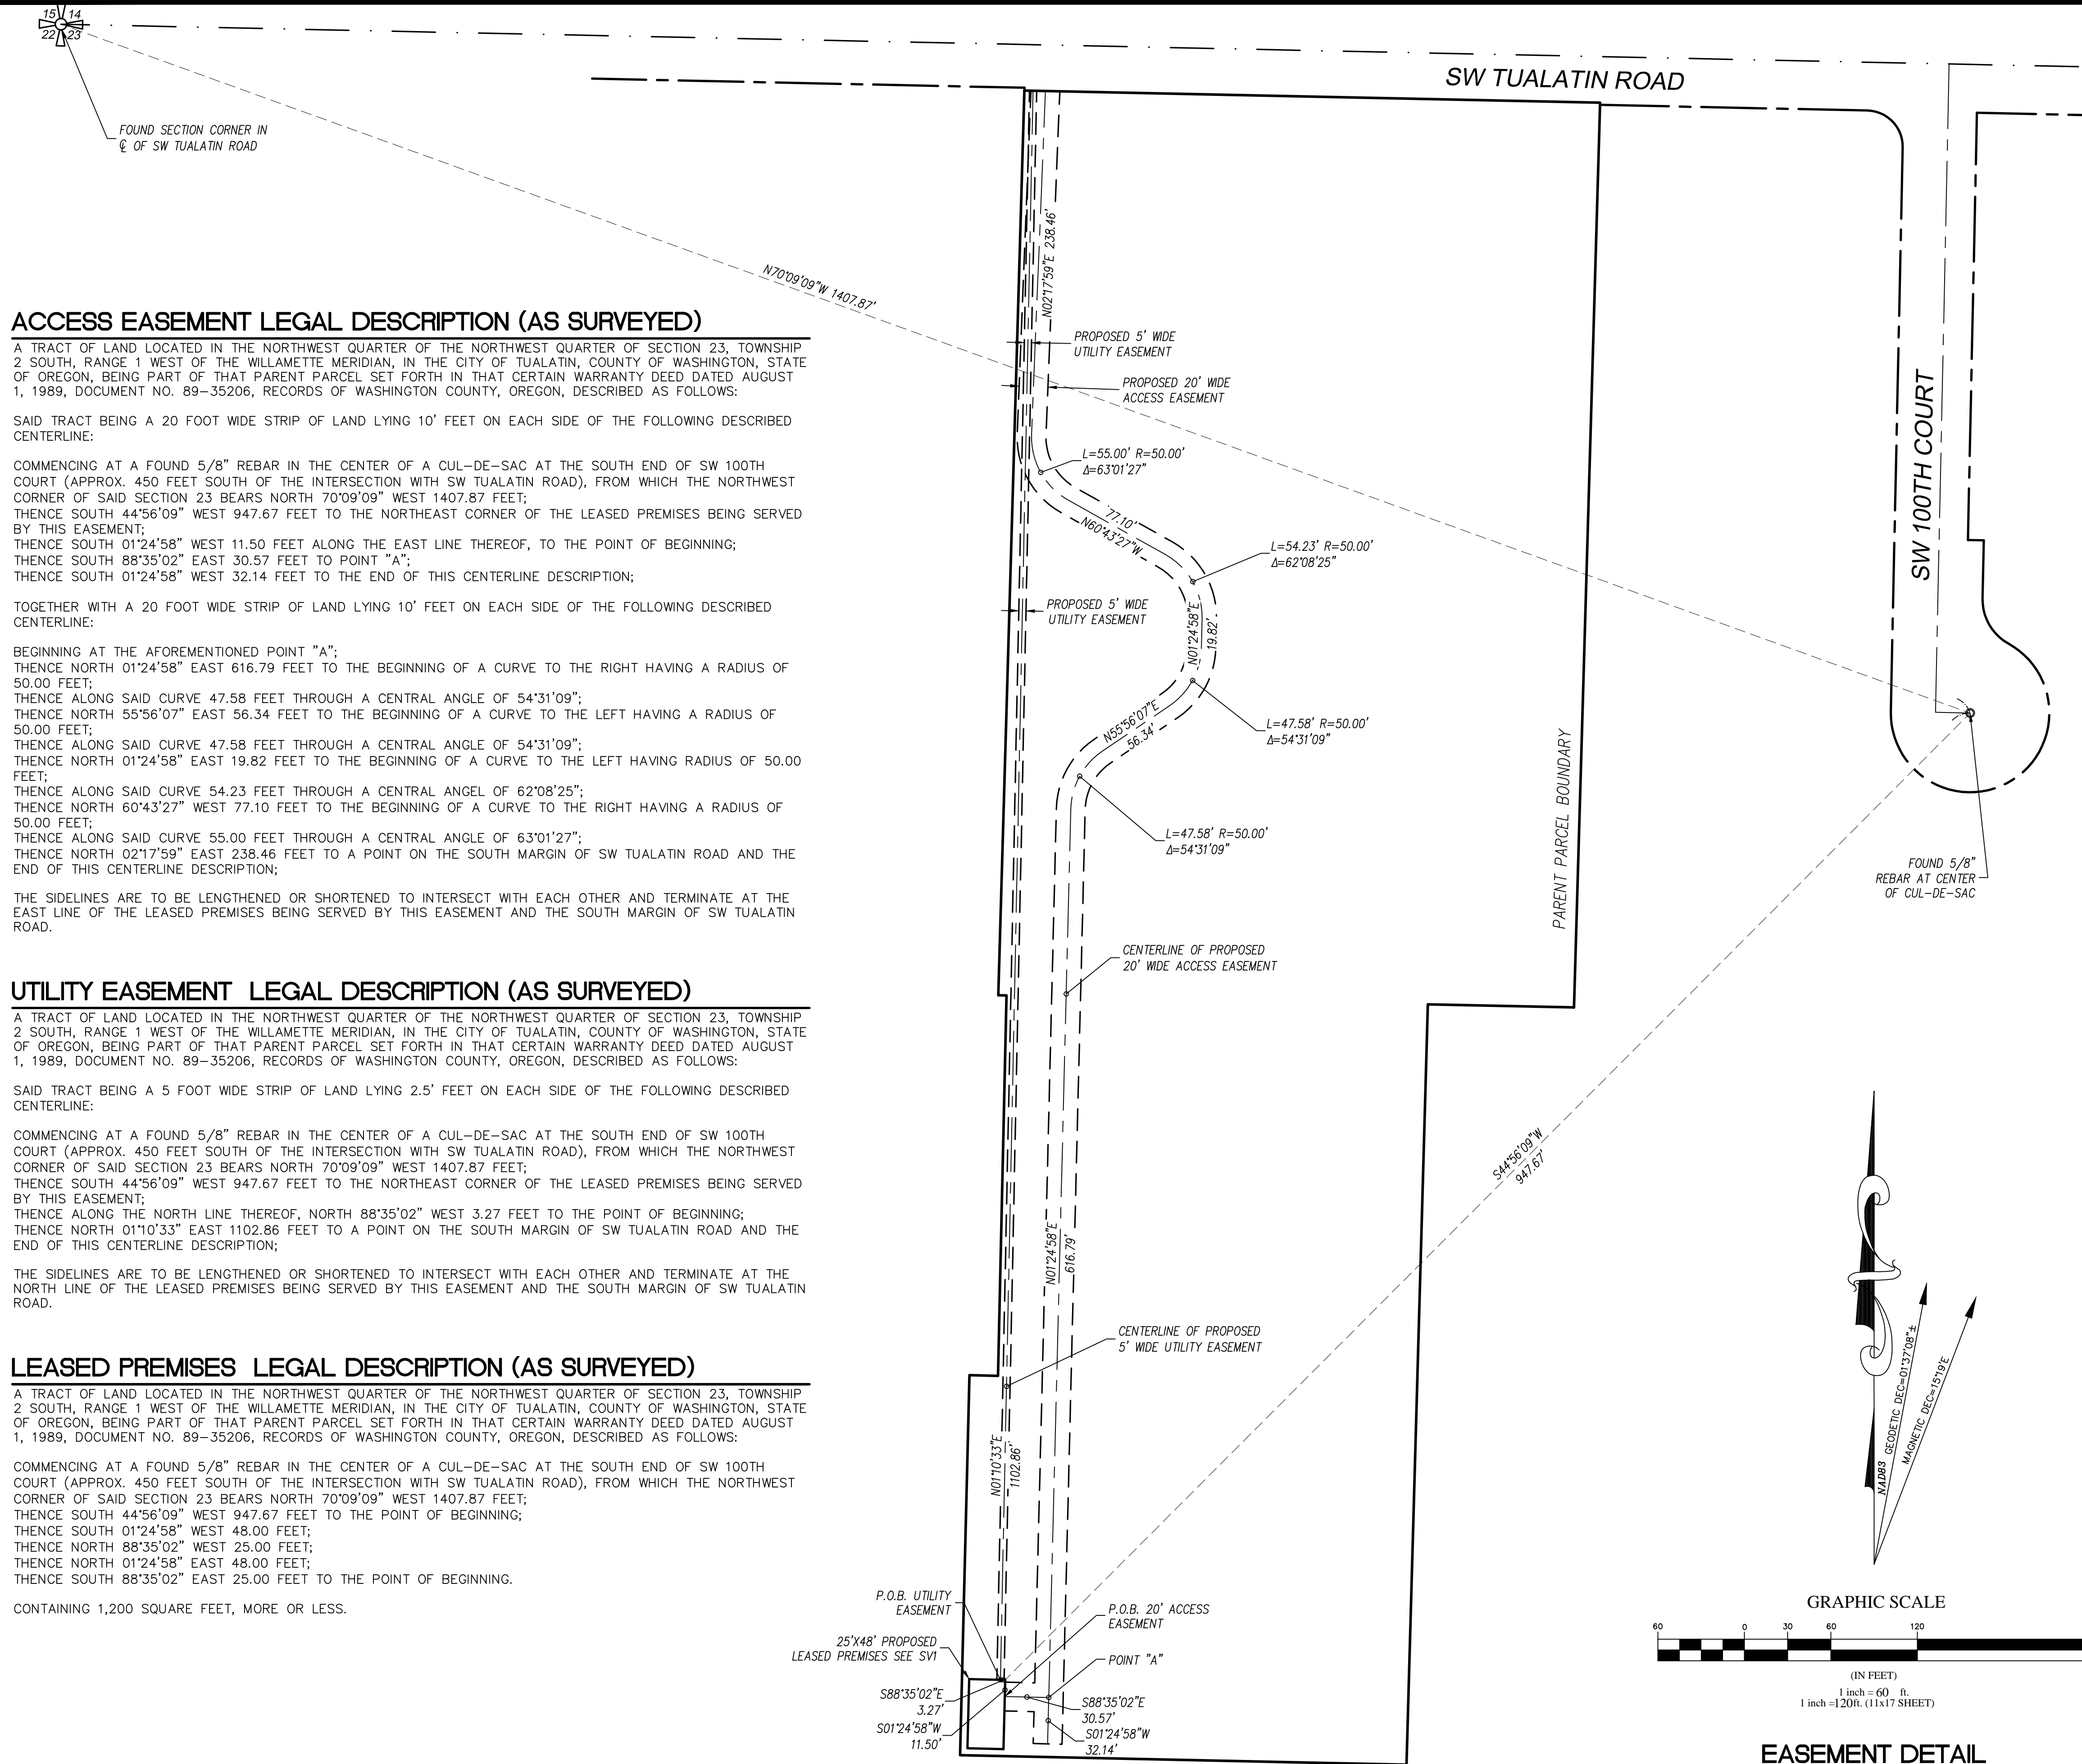 15 14
22 23
FOUND SECTION CORNER IN
℄ OF SW TUALATIN ROAD
SW TUALATIN ROAD
N70°09'09"W 1407.87'
ACCESS EASEMENT LEGAL DESCRIPTION (AS SURVEYED)
A TRACT OF LAND LOCATED IN THE NORTHWEST QUARTER OF THE NORTHWEST QUARTER OF SECTION 23, TOWNSHIP
2 SOUTH, RANGE 1 WEST OF THE WILLAMETTE MERIDIAN, IN THE CITY OF TUALATIN, COUNTY OF WASHINGTON, STATE
OF OREGON, BEING PART OF THAT PARENT PARCEL SET FORTH IN THAT CERTAIN WARRANTY DEED DATED AUGUST
1, 1989, DOCUMENT NO. 89-35206, RECORDS OF WASHINGTON COUNTY, OREGON, DESCRIBED AS FOLLOWS:
SAID TRACT BEING A 20 FOOT WIDE STRIP OF LAND LYING 10' FEET ON EACH SIDE OF THE FOLLOWING DESCRIBED
CENTERLINE:
COMMENCING AT A FOUND 5/8" REBAR IN THE CENTER OF A CUL-DE-SAC AT THE SOUTH END OF SW 100TH
COURT (APPROX. 450 FEET SOUTH OF THE INTERSECTION WITH SW TUALATIN ROAD), FROM WHICH THE NORTHWEST
CORNER OF SAID SECTION 23 BEARS NORTH 70°09'09" WEST 1407.87 FEET;
THENCE SOUTH 44°56'09" WEST 947.67 FEET TO THE NORTHEAST CORNER OF THE LEASED PREMISES BEING SERVED
BY THIS EASEMENT;
THENCE SOUTH 01°24'58" WEST 11.50 FEET ALONG THE EAST LINE THEREOF, TO THE POINT OF BEGINNING;
THENCE SOUTH 88°35'02" EAST 30.57 FEET TO POINT "A";
THENCE SOUTH 01°24'58" WEST 32.14 FEET TO THE END OF THIS CENTERLINE DESCRIPTION;
TOGETHER WITH A 20 FOOT WIDE STRIP OF LAND LYING 10' FEET ON EACH SIDE OF THE FOLLOWING DESCRIBED
CENTERLINE:
BEGINNING AT THE AFOREMENTIONED POINT "A";
THENCE NORTH 01°24'58" EAST 616.79 FEET TO THE BEGINNING OF A CURVE TO THE RIGHT HAVING A RADIUS OF
50.00 FEET;
THENCE ALONG SAID CURVE 47.58 FEET THROUGH A CENTRAL ANGLE OF 54°31'09";
THENCE NORTH 55°56'07" EAST 56.34 FEET TO THE BEGINNING OF A CURVE TO THE LEFT HAVING A RADIUS OF
50.00 FEET;
THENCE ALONG SAID CURVE 47.58 FEET THROUGH A CENTRAL ANGLE OF 54°31'09";
THENCE NORTH 01°24'58" EAST 19.82 FEET TO THE BEGINNING OF A CURVE TO THE LEFT HAVING RADIUS OF 50.00
FEET;
THENCE ALONG SAID CURVE 54.23 FEET THROUGH A CENTRAL ANGEL OF 62°08'25";
THENCE NORTH 60°43'27" WEST 77.10 FEET TO THE BEGINNING OF A CURVE TO THE RIGHT HAVING A RADIUS OF
50.00 FEET;
THENCE ALONG SAID CURVE 55.00 FEET THROUGH A CENTRAL ANGLE OF 63°01'27";
THENCE NORTH 02°17'59" EAST 238.46 FEET TO A POINT ON THE SOUTH MARGIN OF SW TUALATIN ROAD AND THE
END OF THIS CENTERLINE DESCRIPTION;
THE SIDELINES ARE TO BE LENGTHENED OR SHORTENED TO INTERSECT WITH EACH OTHER AND TERMINATE AT THE
EAST LINE OF THE LEASED PREMISES BEING SERVED BY THIS EASEMENT AND THE SOUTH MARGIN OF SW TUALATIN
ROAD.
UTILITY EASEMENT LEGAL DESCRIPTION (AS SURVEYED)
A TRACT OF LAND LOCATED IN THE NORTHWEST QUARTER OF THE NORTHWEST QUARTER OF SECTION 23, TOWNSHIP
2 SOUTH, RANGE 1 WEST OF THE WILLAMETTE MERIDIAN, IN THE CITY OF TUALATIN, COUNTY OF WASHINGTON, STATE
OF OREGON, BEING PART OF THAT PARENT PARCEL SET FORTH IN THAT CERTAIN WARRANTY DEED DATED AUGUST
1, 1989, DOCUMENT NO. 89-35206, RECORDS OF WASHINGTON COUNTY, OREGON, DESCRIBED AS FOLLOWS:
SAID TRACT BEING A 5 FOOT WIDE STRIP OF LAND LYING 2.5' FEET ON EACH SIDE OF THE FOLLOWING DESCRIBED
CENTERLINE:
COMMENCING AT A FOUND 5/8" REBAR IN THE CENTER OF A CUL-DE-SAC AT THE SOUTH END OF SW 100TH
COURT (APPROX. 450 FEET SOUTH OF THE INTERSECTION WITH SW TUALATIN ROAD), FROM WHICH THE NORTHWEST
CORNER OF SAID SECTION 23 BEARS NORTH 70°09'09" WEST 1407.87 FEET;
THENCE SOUTH 44°56'09" WEST 947.67 FEET TO THE NORTHEAST CORNER OF THE LEASED PREMISES BEING SERVED
BY THIS EASEMENT;
THENCE ALONG THE NORTH LINE THEREOF, NORTH 88°35'02" WEST 3.27 FEET TO THE POINT OF BEGINNING;
THENCE NORTH 01°10'33" EAST 1102.86 FEET TO A POINT ON THE SOUTH MARGIN OF SW TUALATIN ROAD AND THE
END OF THIS CENTERLINE DESCRIPTION;
THE SIDELINES ARE TO BE LENGTHENED OR SHORTENED TO INTERSECT WITH EACH OTHER AND TERMINATE AT THE
NORTH LINE OF THE LEASED PREMISES BEING SERVED BY THIS EASEMENT AND THE SOUTH MARGIN OF SW TUALATIN
ROAD.
LEASED PREMISES LEGAL DESCRIPTION (AS SURVEYED)
A TRACT OF LAND LOCATED IN THE NORTHWEST QUARTER OF THE NORTHWEST QUARTER OF SECTION 23, TOWNSHIP
2 SOUTH, RANGE 1 WEST OF THE WILLAMETTE MERIDIAN, IN THE CITY OF TUALATIN, COUNTY OF WASHINGTON, STATE
OF OREGON, BEING PART OF THAT PARENT PARCEL SET FORTH IN THAT CERTAIN WARRANTY DEED DATED AUGUST
1, 1989, DOCUMENT NO. 89-35206, RECORDS OF WASHINGTON COUNTY, OREGON, DESCRIBED AS FOLLOWS:
COMMENCING AT A FOUND 5/8" REBAR IN THE CENTER OF A CUL-DE-SAC AT THE SOUTH END OF SW 100TH
COURT (APPROX. 450 FEET SOUTH OF THE INTERSECTION WITH SW TUALATIN ROAD), FROM WHICH THE NORTHWEST
CORNER OF SAID SECTION 23 BEARS NORTH 70°09'09" WEST 1407.87 FEET;
THENCE SOUTH 44°56'09" WEST 947.67 FEET TO THE POINT OF BEGINNING;
THENCE SOUTH 01°24'58" WEST 48.00 FEET;
THENCE NORTH 88°35'02" WEST 25.00 FEET;
THENCE NORTH 01°24'58" EAST 48.00 FEET;
THENCE SOUTH 88°35'02" EAST 25.00 FEET TO THE POINT OF BEGINNING.
CONTAINING 1,200 SQUARE FEET, MORE OR LESS.
N02°17'59"E 238.46'
PROPOSED 5' WIDE
UTILITY EASEMENT
PROPOSED 20' WIDE
ACCESS EASEMENT
L=55.00' R=50.00'
Δ=63°01'27"
77.10'
N60°43'27"W
L=54.23' R=50.00'
Δ=62°08'25"
PROPOSED 5' WIDE
UTILITY EASEMENT
N01°24'58"E
19.82'
L=47.58' R=50.00'
Δ=54°31'09"
N55°56'07"E
56.34'
L=47.58' R=50.00'
Δ=54°31'09"
PARENT PARCEL BOUNDARY
SW 100TH COURT
FOUND 5/8"
REBAR AT CENTER
OF CUL-DE-SAC
CENTERLINE OF PROPOSED
20' WIDE ACCESS EASEMENT
S44°56'09"W
947.67'
N01°24'58"E
616.79'
CENTERLINE OF PROPOSED
5' WIDE UTILITY EASEMENT
N01°10'33"E
1102.86'
P.O.B. UTILITY
EASEMENT
25'X48' PROPOSED
LEASED PREMISES SEE SV1
S88°35'02"E
3.27'
S01°24'58"W
11.50'
P.O.B. 20' ACCESS
EASEMENT
POINT "A"
S88°35'02"E
30.57'
S01°24'58"W
32.14'
NAD83
GEODETIC DEC=01°37'08"±
MAGNETIC DEC=15°19'E
GRAPHIC SCALE
60 0 30 60 120
(IN FEET)
1 inch = 60 ft.
1 inch =120ft. (11x17 SHEET)
EASEMENT DETAIL